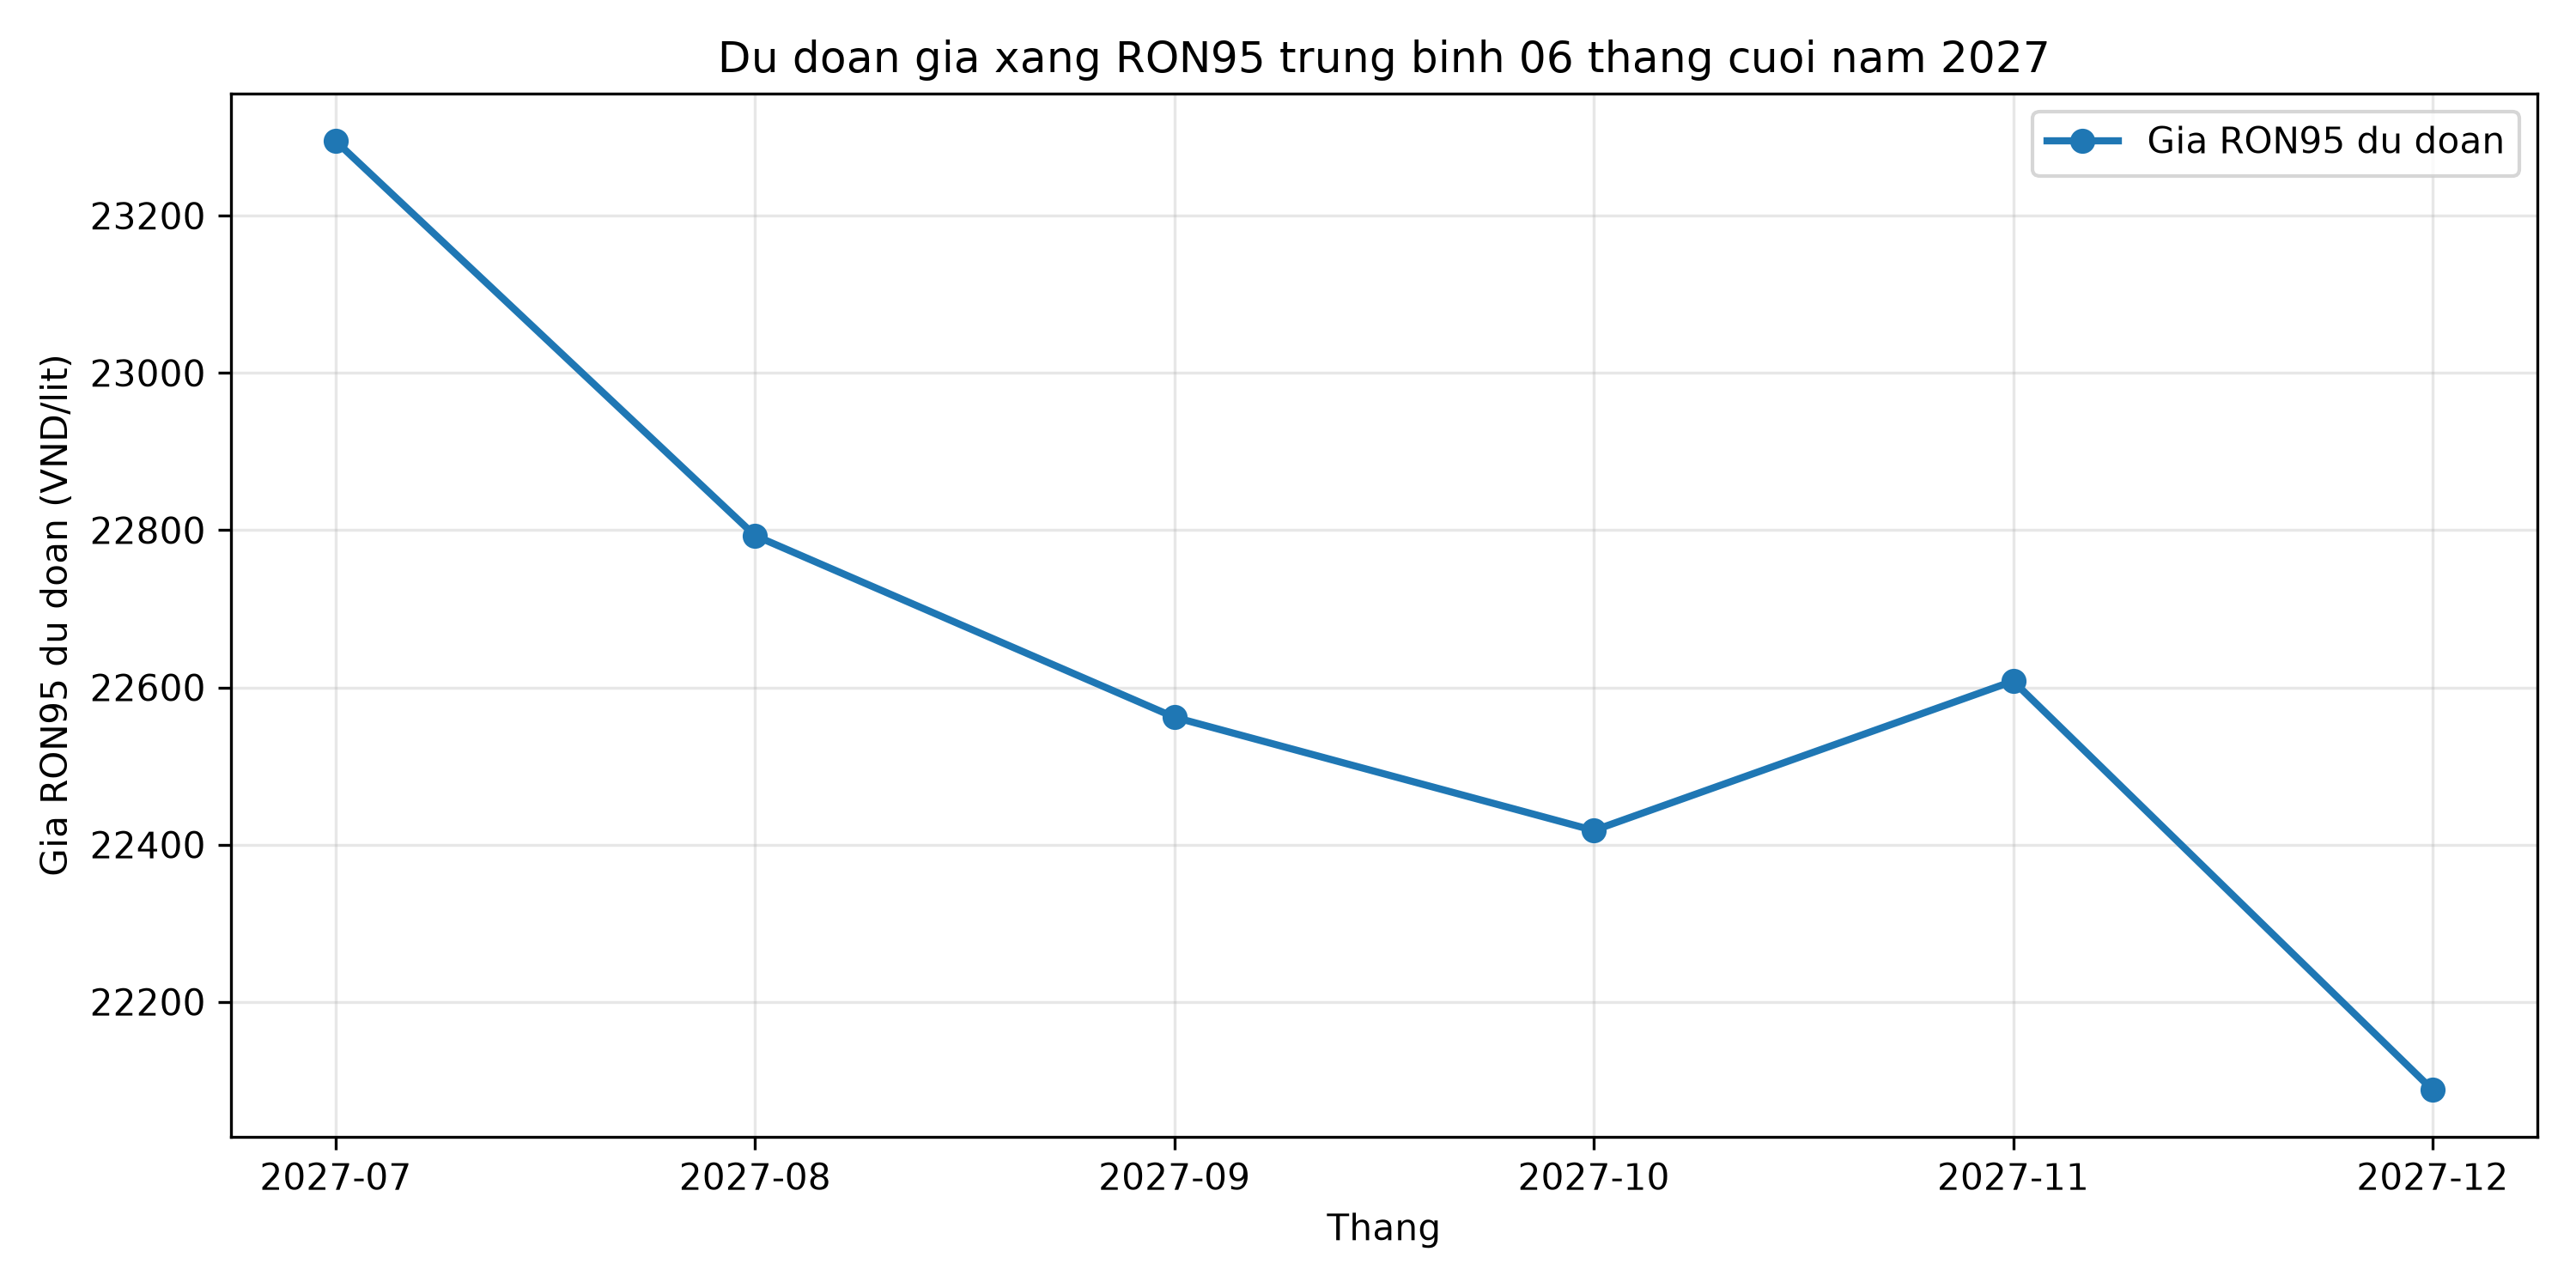 Du doan gia xang RON95 trung binh 06 thang cuoi nam 2027
Gia RON95 du doan
Gia RON95 du doan (VND/lit)
23200
23000
22800
22600
22400
22200
2027-07 2027-08 2027-09 2027-10 2027-11 2027-12
Thang